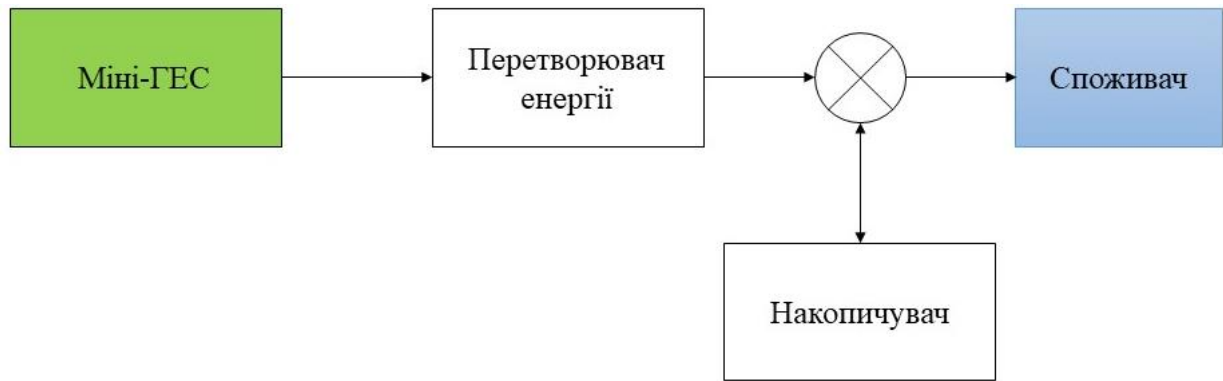 Міні-ГЕС
Перетворювач
енергії
Споживач
Накопичувач